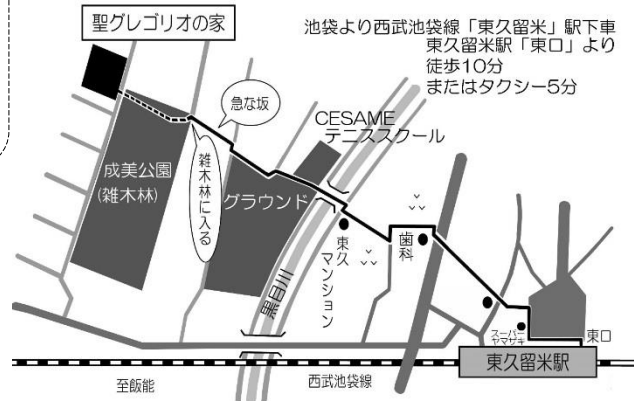 聖グレゴリオの家
池袋より西武池袋線「東久留米」駅下車
東久留米駅「東口」より
徒歩10分
またはタクシー5分
急な坂
CESAME
テニススクール
成美公園
(雑木林)
雑木林に入る
グラウンド
東久
マンション
歯科
黒目川
スーパー
ヤマザキ
東口
東久留米駅
至飯能
西武池袋線